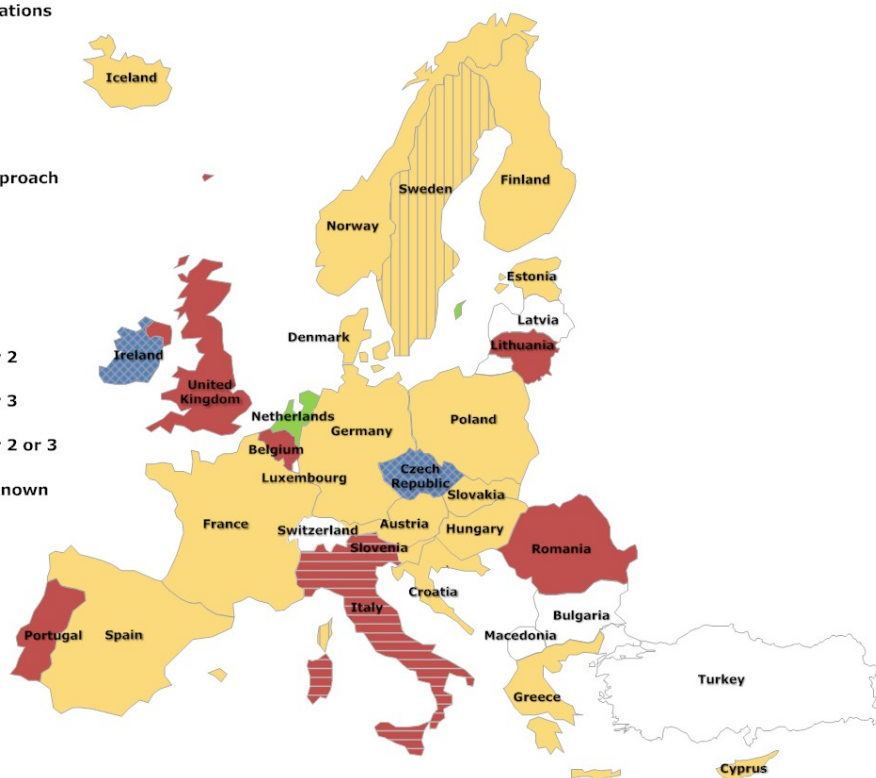 ations
Iceland
proach
Sweden
Finland
Norway
Estonia
Latvia
Denmark
Lithuania
Ireland
2
United
Kingdom
3
Netherlands
Poland
Germany
2 or 3
Belgium
Czech
Republic
Luxembourg
nown
Slovakia
France
Austria
Switzerland
Hungary
Slovenia
Romania
Croatia
Italy
Bulgaria
Portugal
Spain
Macedonia
Turkey
Greece
Cyprus